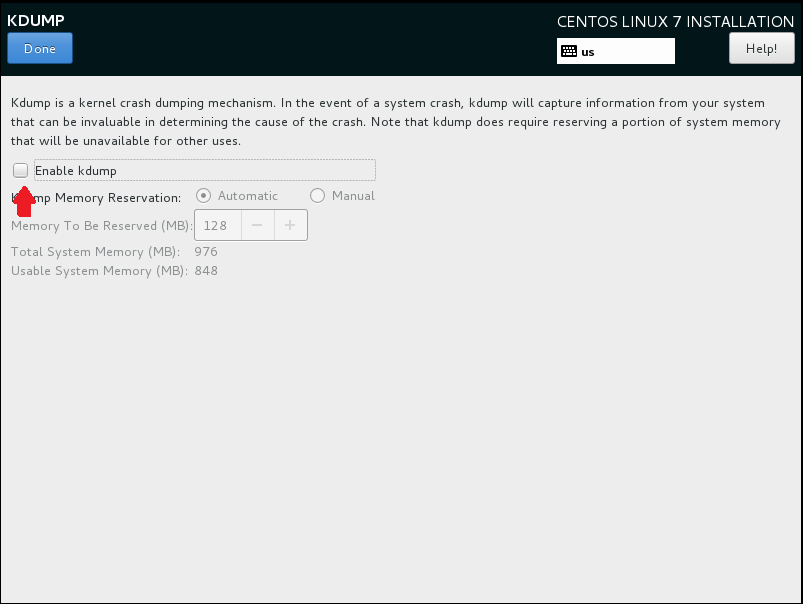 KDUMP
CENTOS LINUX 7 INSTALLATION
Done
us
Help!
Kdump is a kernel crash dumping mechanism. In the event of a system crash, kdump will capture information from your system
that can be invaluable in determining the cause of the crash. Note that kdump does require reserving a portion of system memory
that will be unavailable for other uses.
Enable kdump
Kdump Memory Reservation: Automatic Manual
Memory To Be Reserved (MB): 128 − +
Total System Memory (MB): 976
Usable System Memory (MB): 848